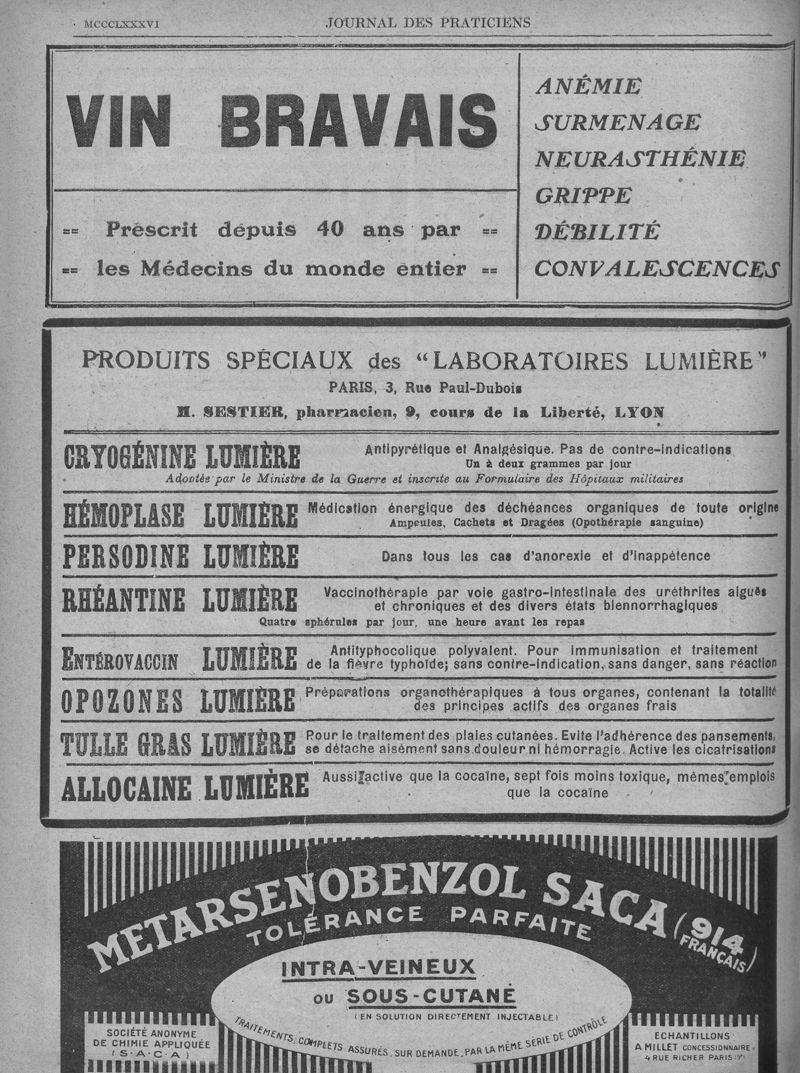 MCCCLXXXVI
JOURNAL DES PRATICIENS
VIN BRAVAIS
== Préscrit dépuis 40 ans par ==
== les Médecins du monde entier ==
ANÉMIE
SURMENAGE
NEURASTHÉNIE
GRIPPE
DÉBILITÉ
CONVALESCENCES
PRODUITS SPÉCIAUX des "LABORATOIRES LUMIÈRE"
PARIS, 3, Rue Paul-Dubois
M. SESTIER, pharmacien, 9, cours de la Liberté, LYON
CRYOGÉNINE LUMIÈRE
Antipyrétique et Analgésique. Pas de contre-indications
Un à deux grammes par jour
Adoptée par le Ministre de la Guerre et inscrite au Formulaire des Hôpitaux militaires
HÉMOPLASE LUMIÈRE
Médication énergique des déchéances organiques de toute origine
Ampoules, Cachets et Dragées (Opothérapie sanguine)
PERSODINE LUMIÈRE
Dans tous les cas d'anorexie et d'inappétence
RHÉANTINE LUMIÈRE
Vaccinothérapie par voie gastro-intestinale des uréthrites aiguës
et chroniques et des divers états blennorrhagiques
Quatre sphérules par jour, une heure avant les repas
ENTÉROVACCIN LUMIÈRE
Antityphocolique polyvalent. Pour immunisation et traitement
de la fièvre typhoïde; sans contre-indication, sans danger, sans réaction
OPOZONES LUMIÈRE
Préparations organothérapiques à tous organes, contenant la totalité
des principes actifs des organes frais
TULLE GRAS LUMIÈRE
Pour le traitement des plaies cutanées. Evite l'adhérence des pansements,
se détache aisément sans douleur ni hémorragie. Active les cicatrisations
ALLOCAINE LUMIÈRE
Aussi active que la cocaïne, sept fois moins toxique, mêmes emplois
que la cocaïne
METARSENOBENZOL SACA (914 FRANÇAIS)
TOLÉRANCE PARFAITE
INTRA-VEINEUX
OU SOUS-CUTANÉ
(EN SOLUTION DIRECTEMENT INJECTABLE)
TRAITEMENTS COMPLETS ASSURÉS, SUR DEMANDE, PAR LA MÊME SÉRIE DE CONTRÔLE
SOCIÉTÉ ANONYME
DE CHIMIE APPLIQUÉE
(S·A·C·A)
ECHANTILLONS
A MILLET CONCESSIONNAIRE
4 RUE RICHER PARIS